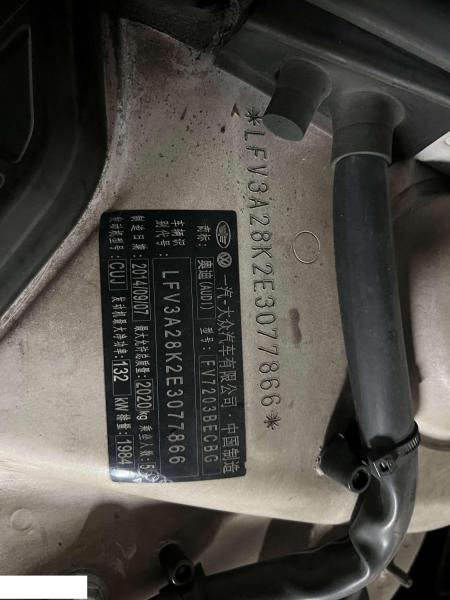 *LFV3A28K2E3077866*
一汽-大众汽车有限公司·中国制造
商标: 奥迪(AUDI) 型号: FV7203BECBG
车辆识别代号: LFV3A28K2E3077866
制造日期: 2014/09/07 最大允许总质量: 2020kg 乘坐人数: 5
发动机型号: CUJ 发动机最大净功率: 132 kW 排量: 1984